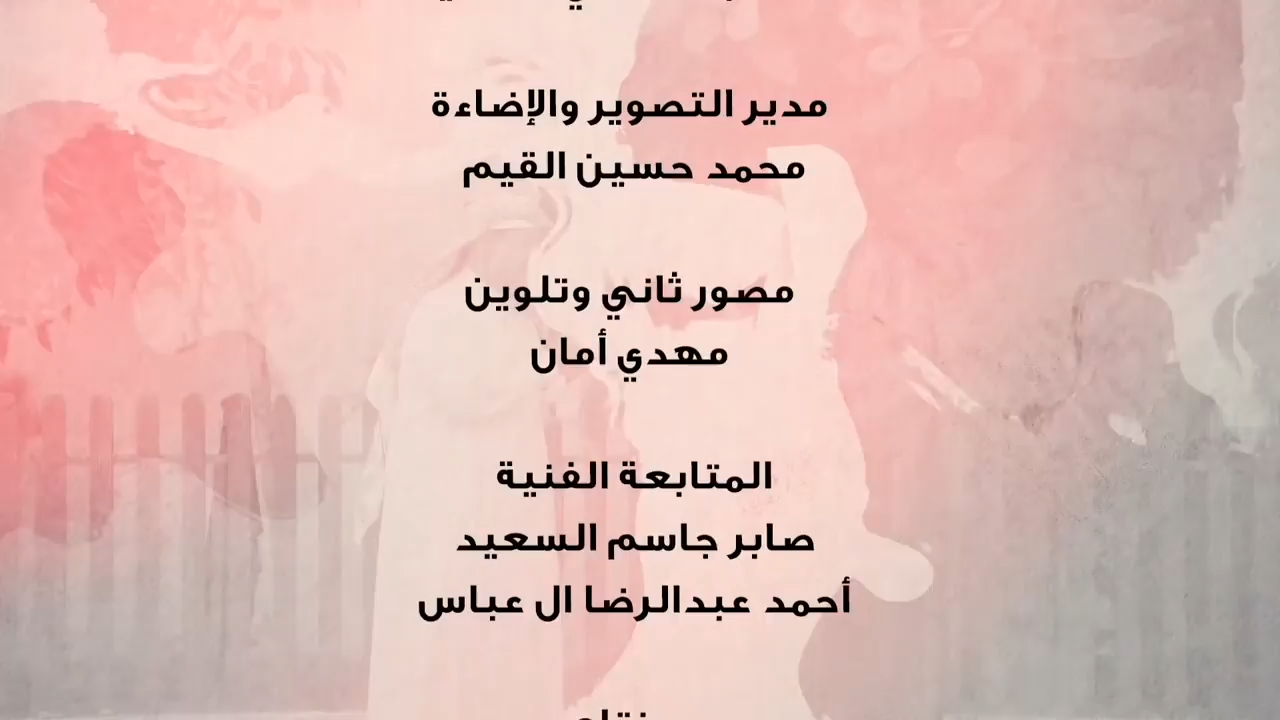 مدير التصوير والإضاءة
محمد حسين القيم
مصور ثاني وتلوين
مهدي أمان
المتابعة الفنية
صابر جاسم السعيد
أحمد عبدالرضا ال عباس